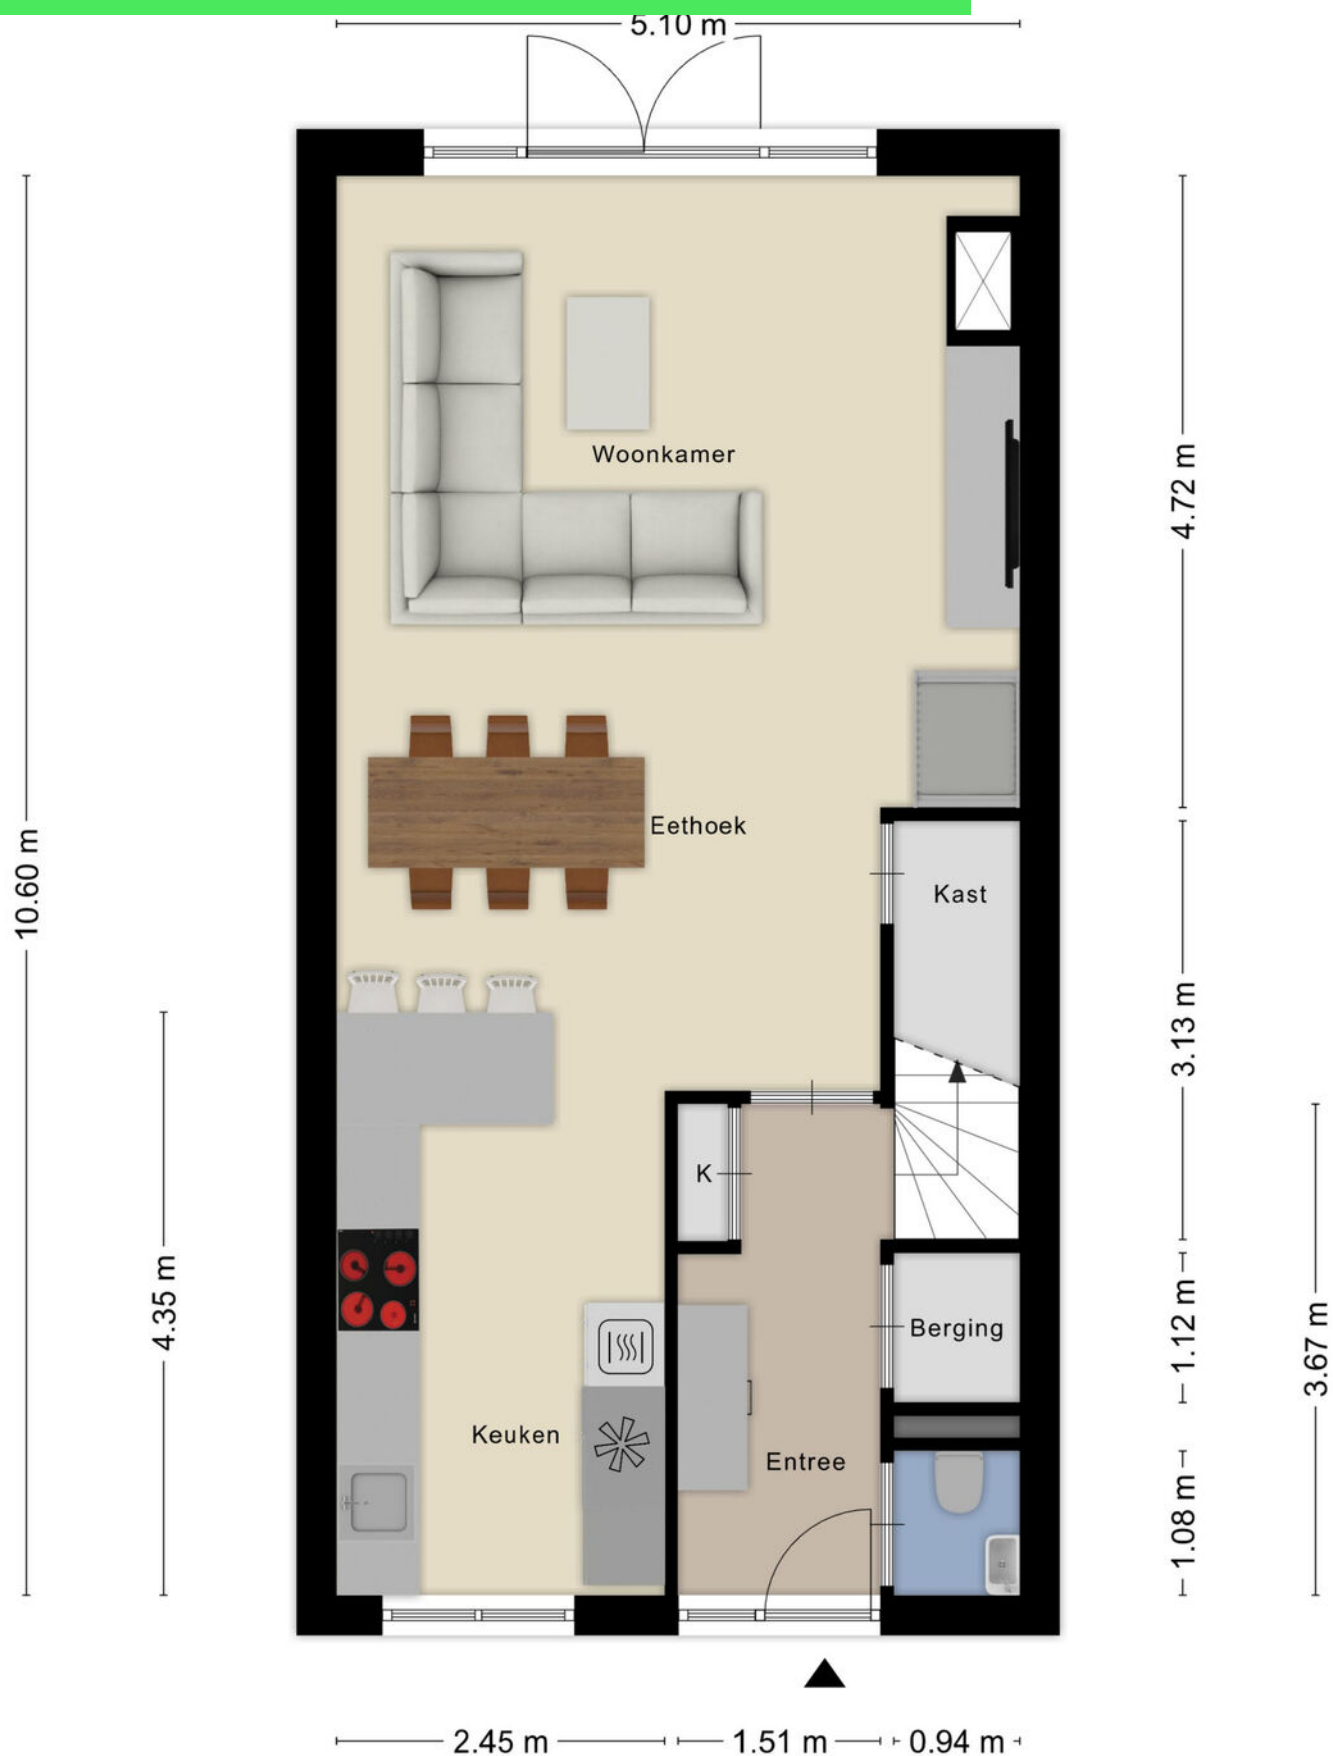 5.10 m
Woonkamer
4.72 m
Eethoek
10.60 m
Kast
3.13 m
K
4.35 m
Berging
1.12 m
3.67 m
Keuken
Entree
1.08 m
2.45 m
1.51 m
0.94 m